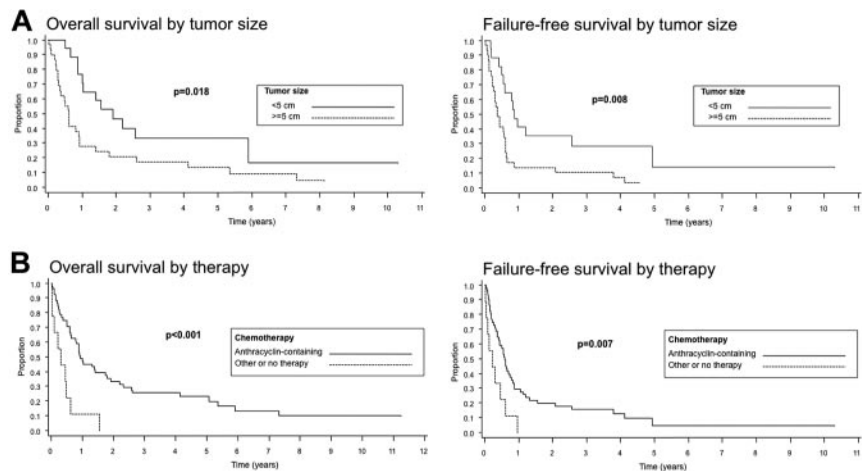 A Overall survival by tumor size
1.0
0.9
0.8
0.7
0.6
0.5
0.4
0.3
0.2
0.1
0.0
Proportion
p=0.018
Tumor size
<5 cm
>=5 cm
0 1 2 3 4 5 6 7 8 9 10 11
Time (years)
Failure-free survival by tumor size
1.0
0.9
0.8
0.7
0.6
0.5
0.4
0.3
0.2
0.1
0.0
Proportion
p=0.008
Tumor size
<5 cm
>=5 cm
0 1 2 3 4 5 6 7 8 9 10 11
Time (years)
B Overall survival by therapy
1.0
0.9
0.8
0.7
0.6
0.5
0.4
0.3
0.2
0.1
0.0
Proportion
p<0.001
Chemotherapy
Anthracyclin-containing
Other or no therapy
0 1 2 3 4 5 6 7 8 9 10 11 12
Time (years)
Failure-free survival by therapy
1.0
0.9
0.8
0.7
0.6
0.5
0.4
0.3
0.2
0.1
0.0
Proportion
p=0.007
Chemotherapy
Anthracyclin-containing
Other or no therapy
0 1 2 3 4 5 6 7 8 9 10 11
Time (years)